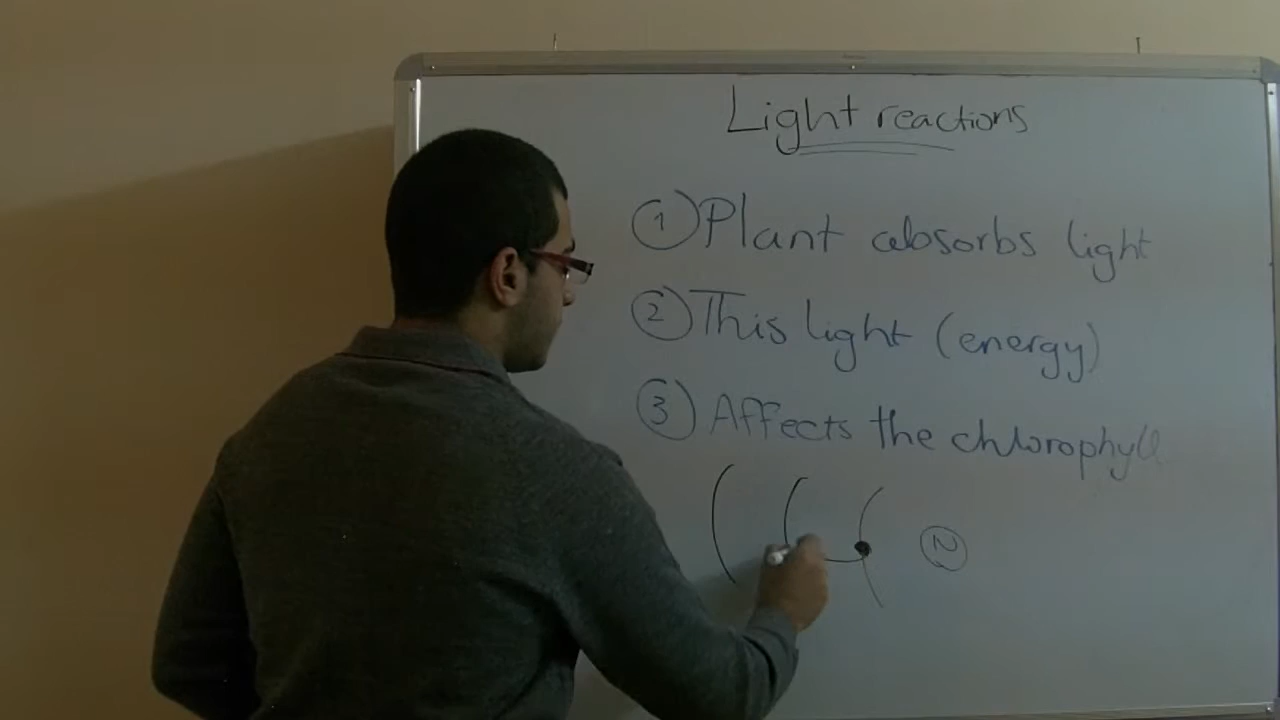 Light reactions
① Plant absorbs light
② This light (energy)
③ Affects the chlorophyll
N